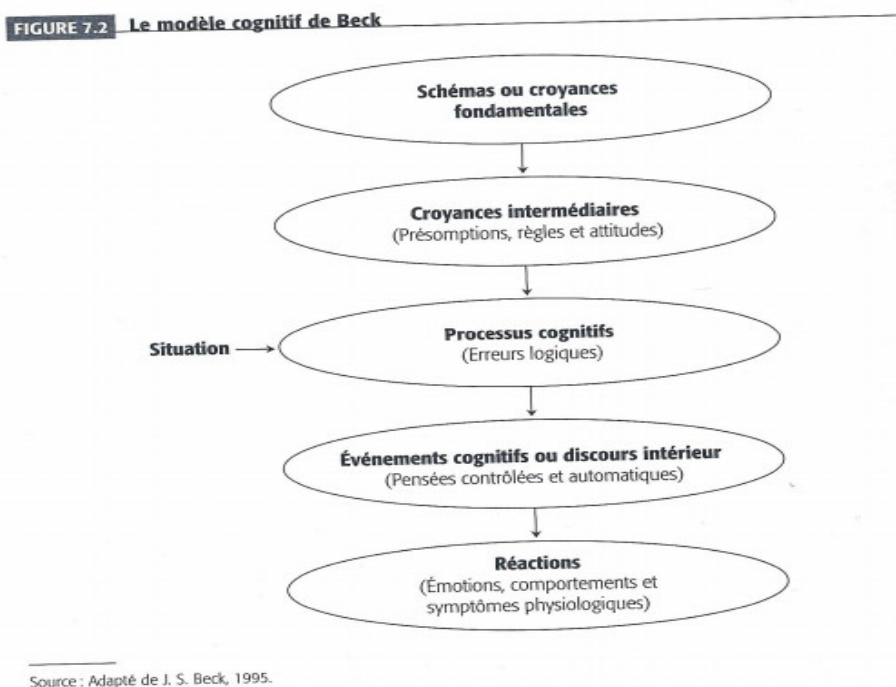 FIGURE 7.2 Le modèle cognitif de Beck
Schémas ou croyances
fondamentales
Croyances intermédiaires
(Présomptions, règles et attitudes)
Situation
Processus cognitifs
(Erreurs logiques)
Événements cognitifs ou discours intérieur
(Pensées contrôlées et automatiques)
Réactions
(Émotions, comportements et
symptômes physiologiques)
Source : Adapté de J. S. Beck, 1995.